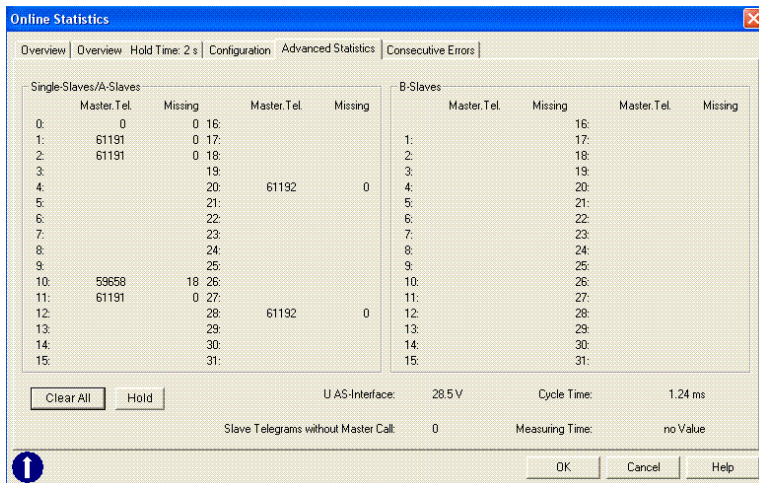 Online Statistics
Overview Overview Hold Time: 2 s Configuration Advanced Statistics Consecutive Errors
Single-Slaves/A-Slaves B-Slaves
Master.Tel. Missing Master.Tel. Missing Master.Tel. Missing Master.Tel. Missing
0: 0 0 16: 16:
1: 61191 0 17: 1: 17:
2: 61191 0 18: 2: 18:
3: 19: 3: 19:
4: 20: 61192 0 4: 20:
5: 21: 5: 21:
6: 22: 6: 22:
7: 23: 7: 23:
8: 24: 8: 24:
9: 25: 9: 25:
10: 59658 18 26: 10: 26:
11: 61191 0 27: 11: 27:
12: 28: 61192 0 12: 28:
13: 29: 13: 29:
14: 30: 14: 30:
15: 31: 15: 31:
Clear All Hold U AS-Interface: 28.5 V Cycle Time: 1.24 ms
Slave Telegrams without Master Call: 0 Measuring Time: no Value
OK Cancel Help